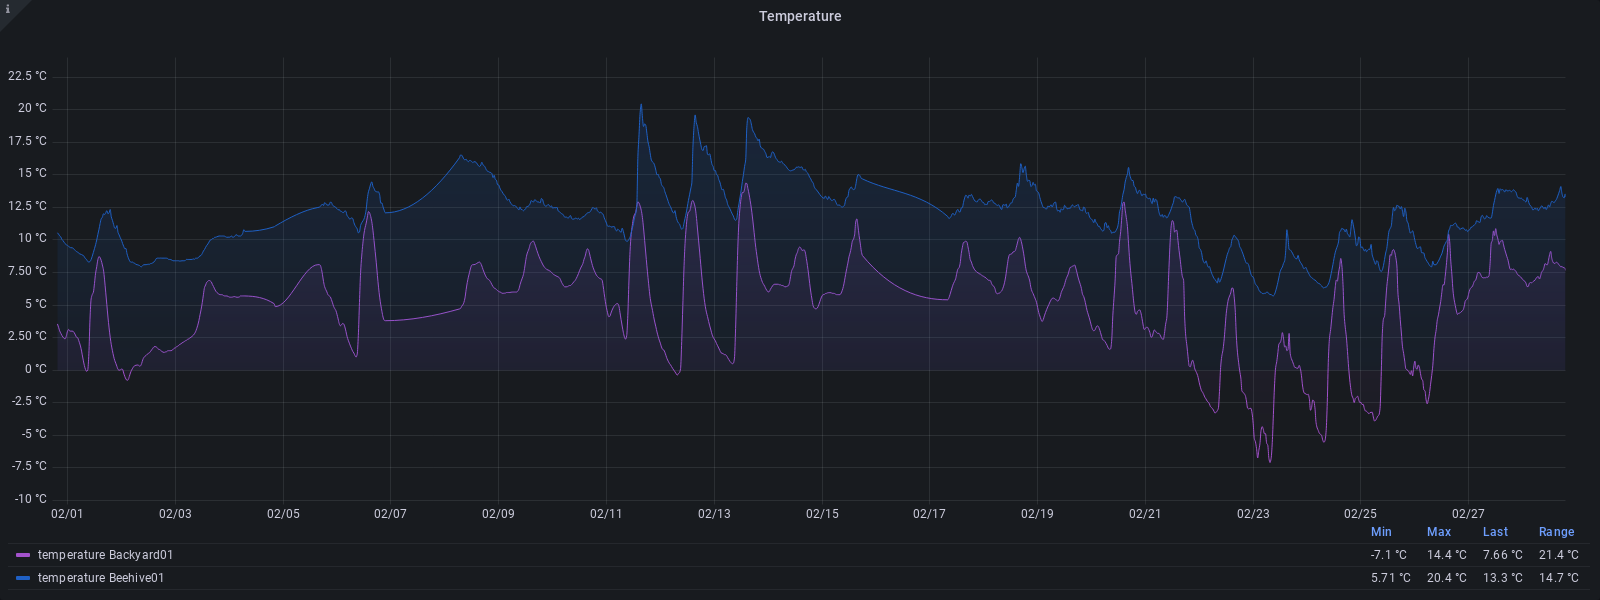 i
Temperature
22.5 °C
20 °C
17.5 °C
15 °C
12.5 °C
10 °C
7.50 °C
5 °C
2.50 °C
0 °C
-2.5 °C
-5 °C
-7.5 °C
-10 °C
02/01 02/03 02/05 02/07 02/09 02/11 02/13 02/15 02/17 02/19 02/21 02/23 02/25 02/27
Min Max Last Range
temperature Backyard01 -7.1 °C 14.4 °C 7.66 °C 21.4 °C
temperature Beehive01 5.71 °C 20.4 °C 13.3 °C 14.7 °C